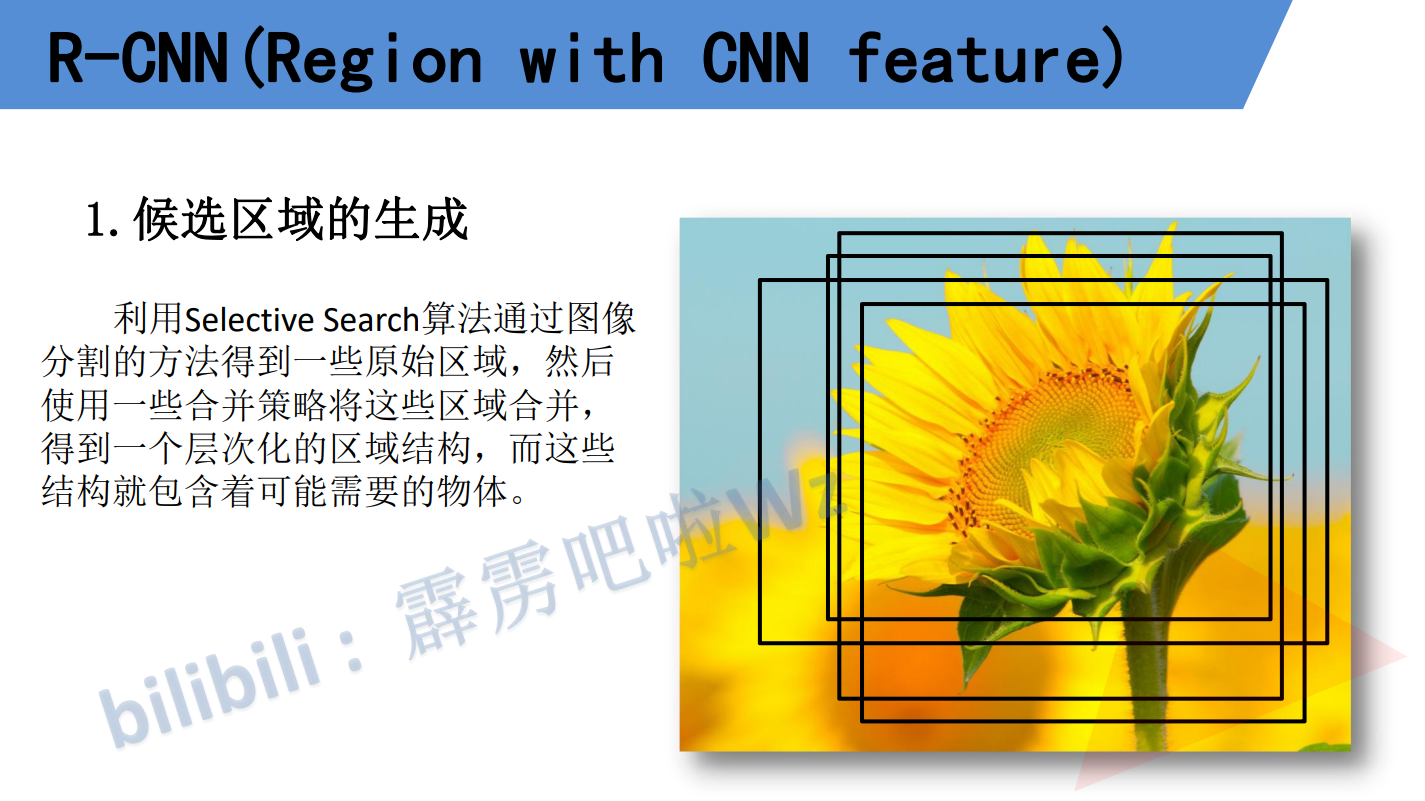 R-CNN(Region with CNN feature)
1.候选区域的生成
利用Selective Search算法通过图像
分割的方法得到一些原始区域，然后
使用一些合并策略将这些区域合并，
得到一个层次化的区域结构，而这些
结构就包含着可能需要的物体。
bilibili：霹雳吧啦Wz